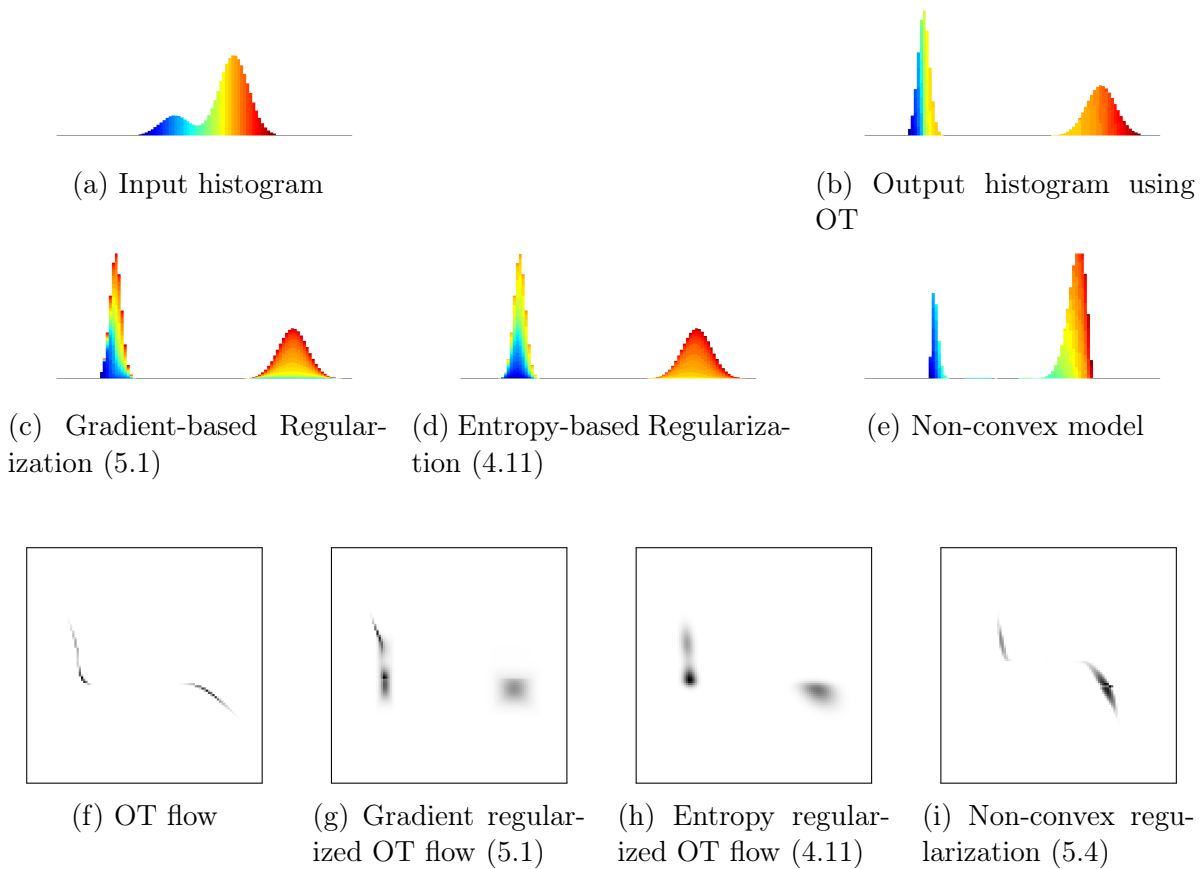 (a) Input histogram
(b) Output histogram using
OT
(c) Gradient-based Regular-
ization (5.1)
(d) Entropy-based Regulariza-
tion (4.11)
(e) Non-convex model
(f) OT flow
(g) Gradient regular-
ized OT flow (5.1)
(h) Entropy regular-
ized OT flow (4.11)
(i) Non-convex regu-
larization (5.4)